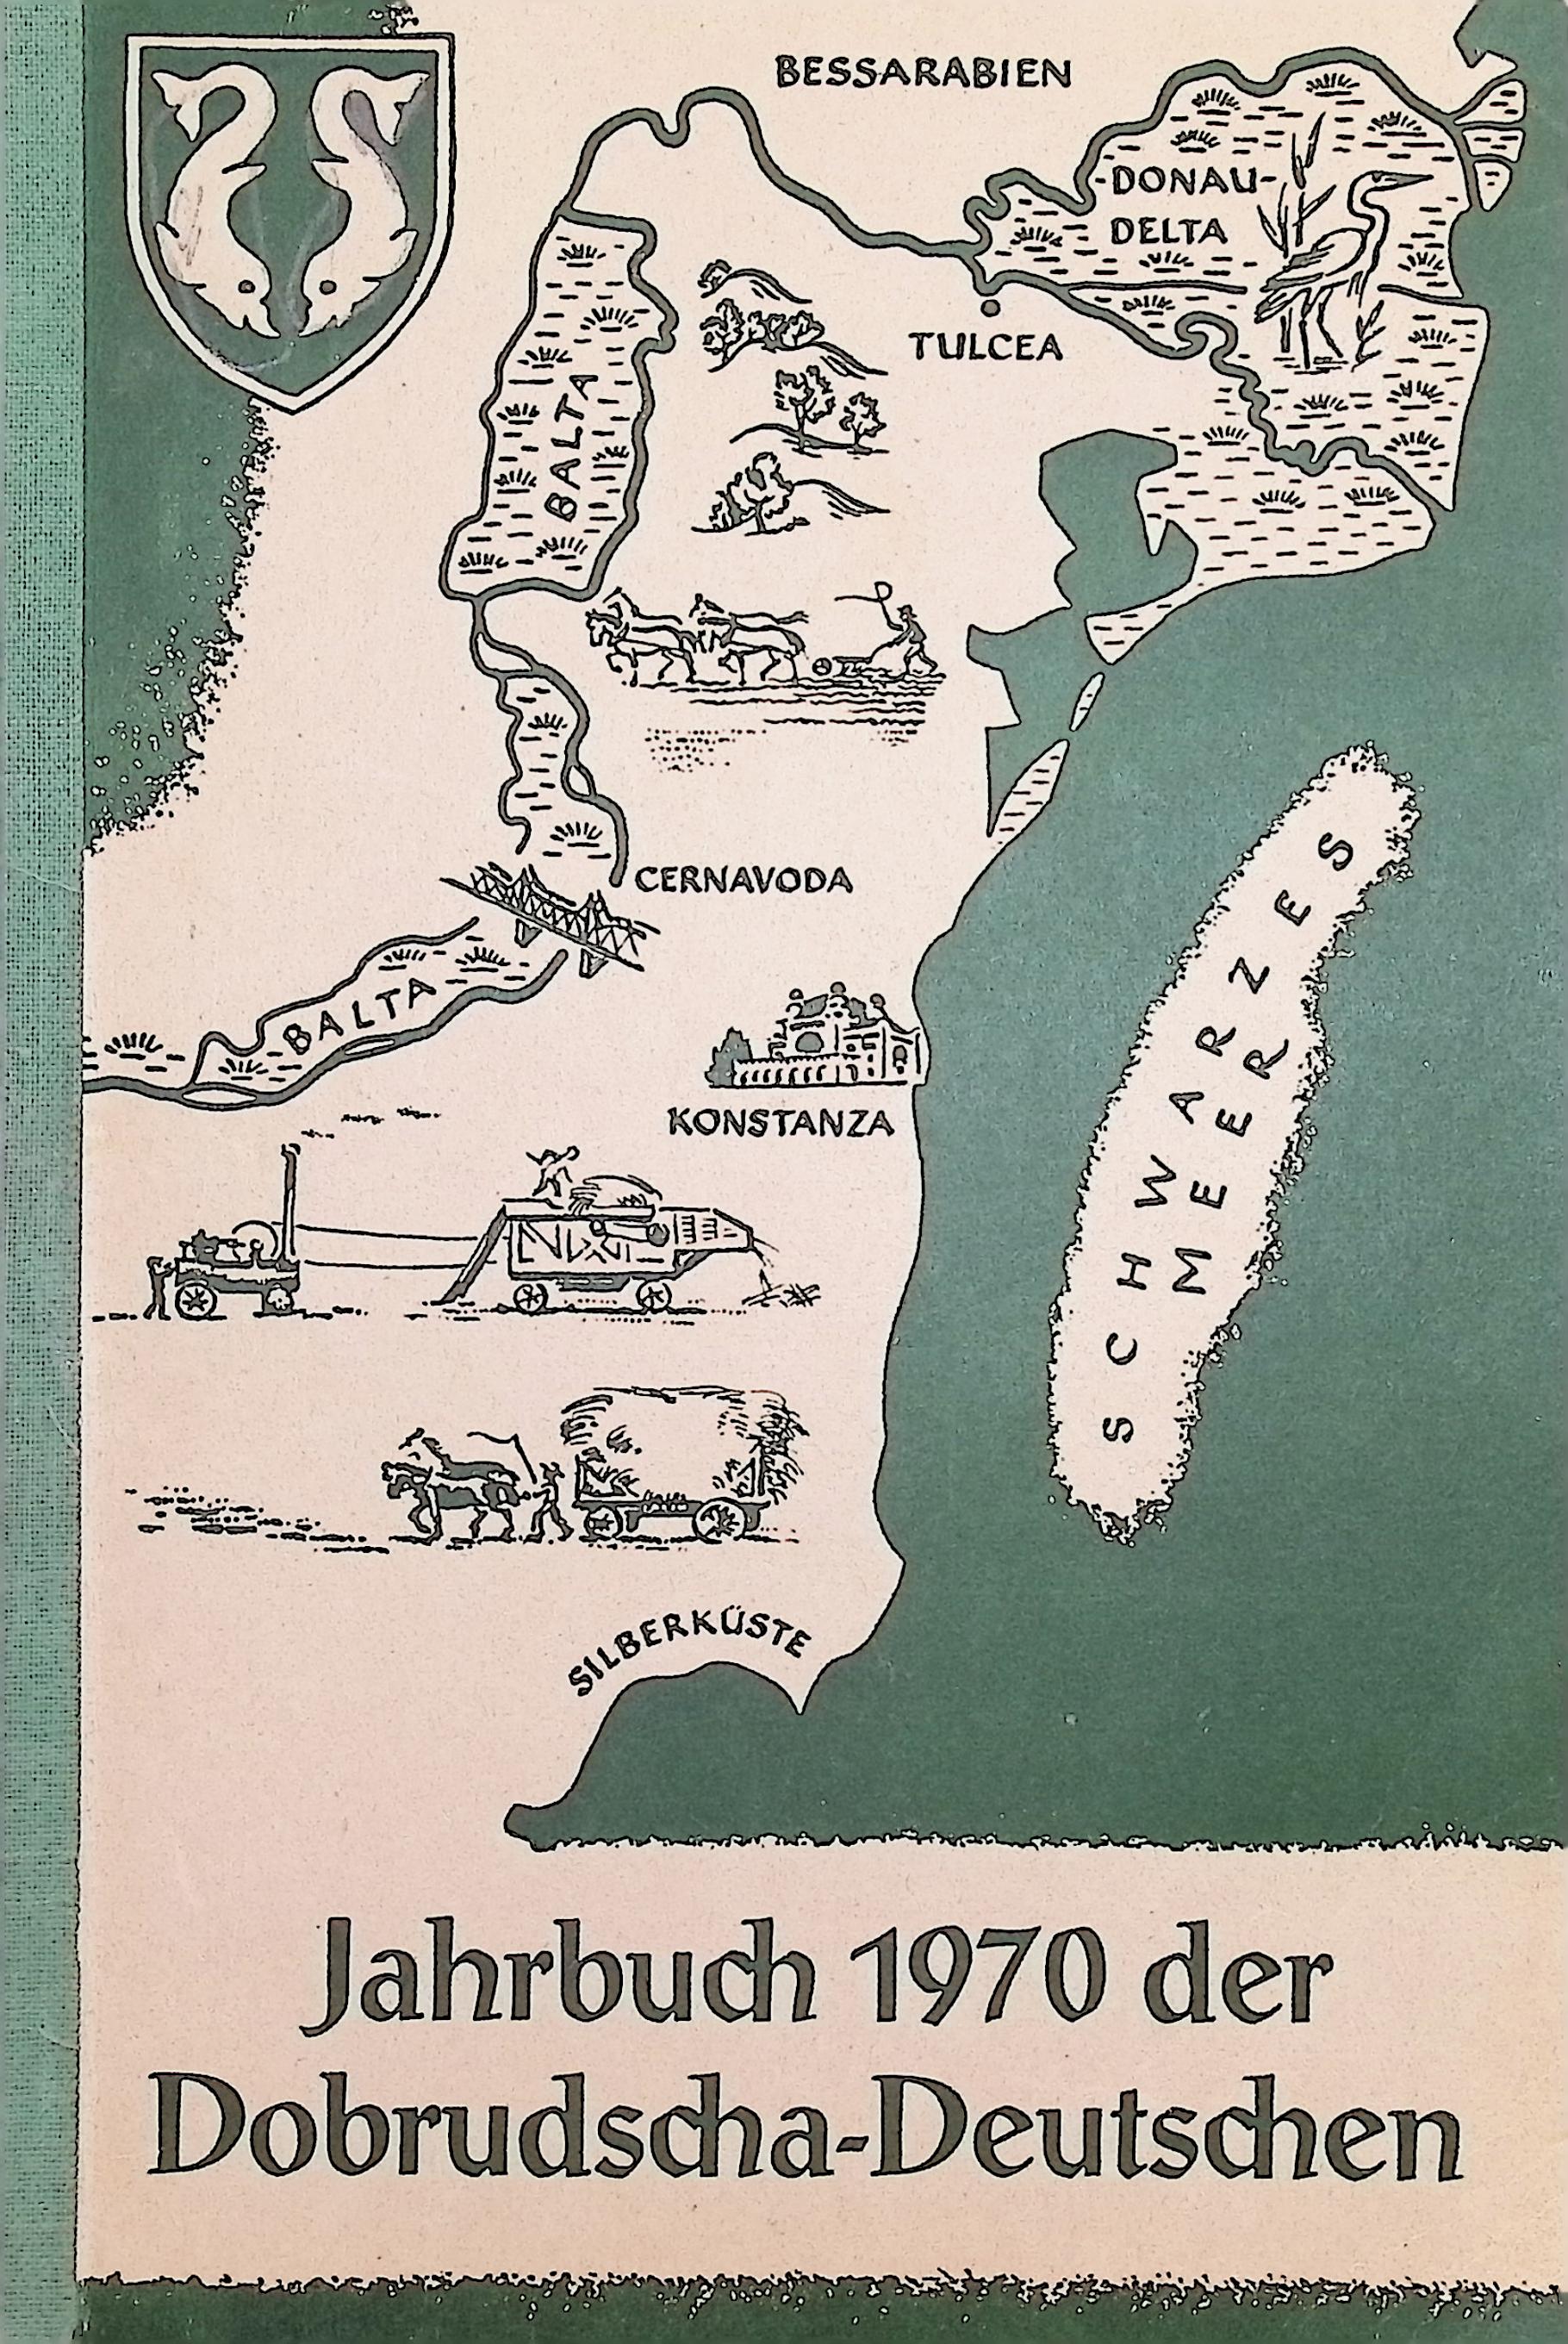 BESSARABIEN
-DONAU-
DELTA
TULCEA
BALTA
CERNAVODA
BALTA
KONSTANZA
SCHWARZES
MEER
SILBERKÜSTE
Jahrbuch 1970 der
Dobrudscha-Deutschen